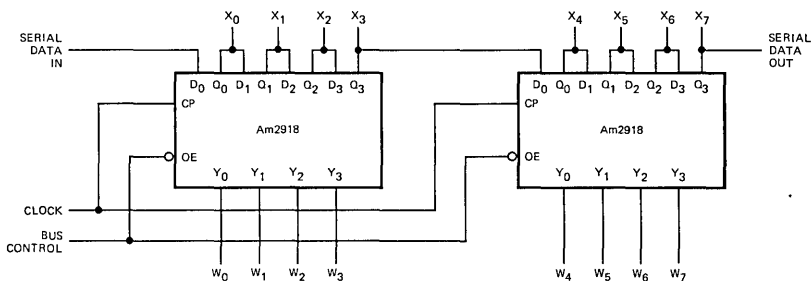 X0 X1 X2 X3 X4 X5 X6 X7
SERIAL DATA IN
SERIAL DATA OUT
D0 Q0 D1 Q1 D2 Q2 D3 Q3
CP
Am2918
OE
Y0 Y1 Y2 Y3
D0 Q0 D1 Q1 D2 Q2 D3 Q3
CP
Am2918
OE
Y0 Y1 Y2 Y3
CLOCK
BUS CONTROL
W0 W1 W2 W3 W4 W5 W6 W7